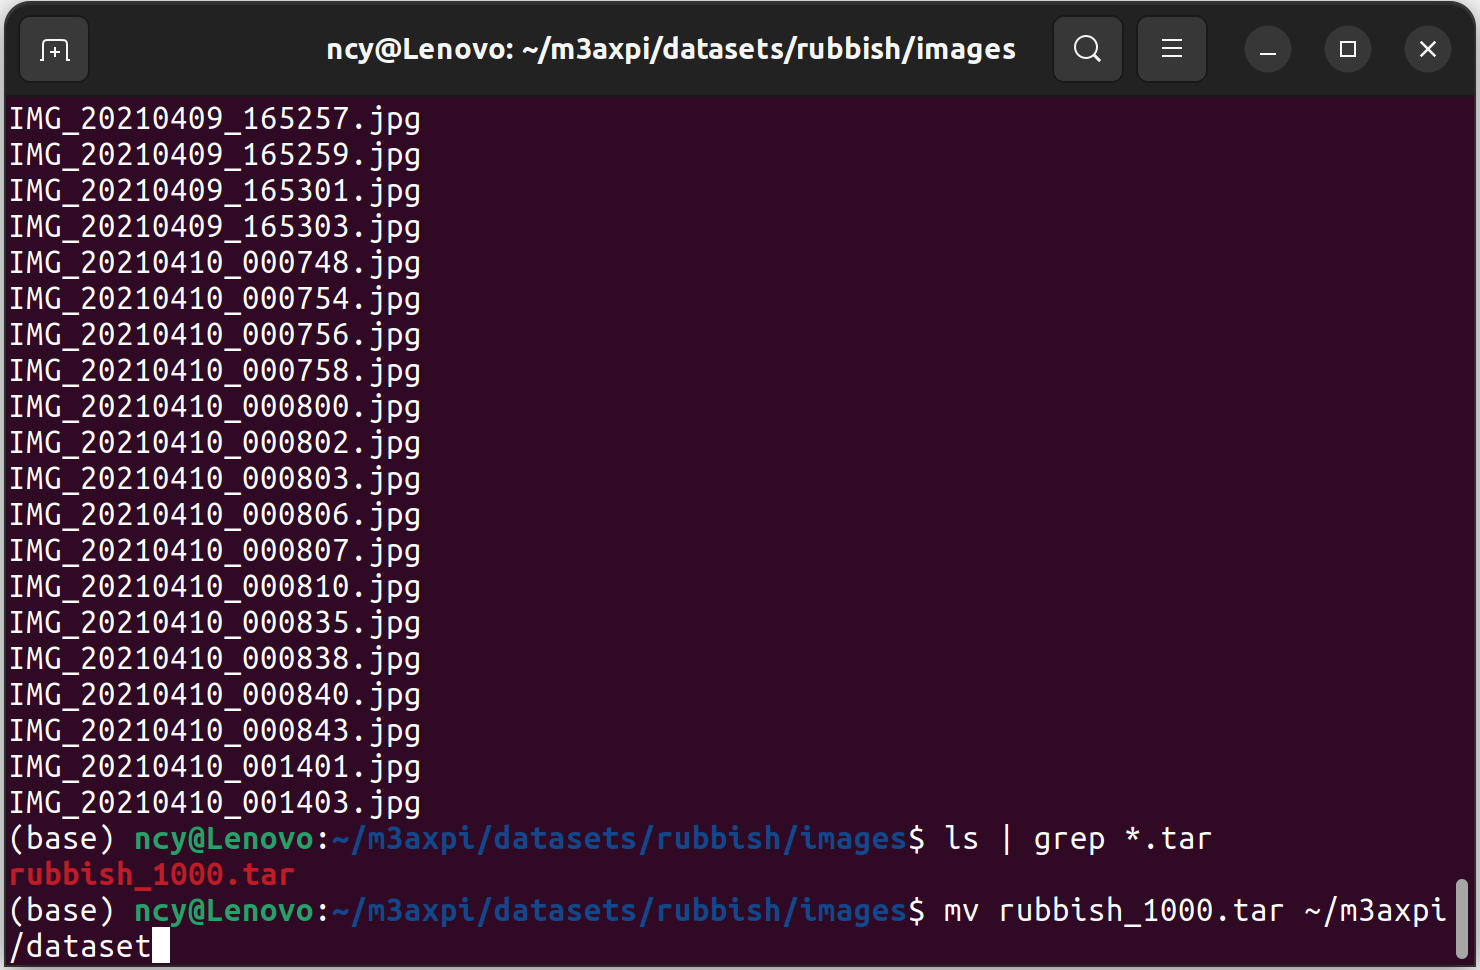 ncy@Lenovo: ~/m3axpi/datasets/rubbish/images
IMG_20210409_165257.jpg
IMG_20210409_165259.jpg
IMG_20210409_165301.jpg
IMG_20210409_165303.jpg
IMG_20210410_000748.jpg
IMG_20210410_000754.jpg
IMG_20210410_000756.jpg
IMG_20210410_000758.jpg
IMG_20210410_000800.jpg
IMG_20210410_000802.jpg
IMG_20210410_000803.jpg
IMG_20210410_000806.jpg
IMG_20210410_000807.jpg
IMG_20210410_000810.jpg
IMG_20210410_000835.jpg
IMG_20210410_000838.jpg
IMG_20210410_000840.jpg
IMG_20210410_000843.jpg
IMG_20210410_001401.jpg
IMG_20210410_001403.jpg
(base) ncy@Lenovo:~/m3axpi/datasets/rubbish/images$ ls | grep *.tar
rubbish_1000.tar
(base) ncy@Lenovo:~/m3axpi/datasets/rubbish/images$ mv rubbish_1000.tar ~/m3axpi
/dataset